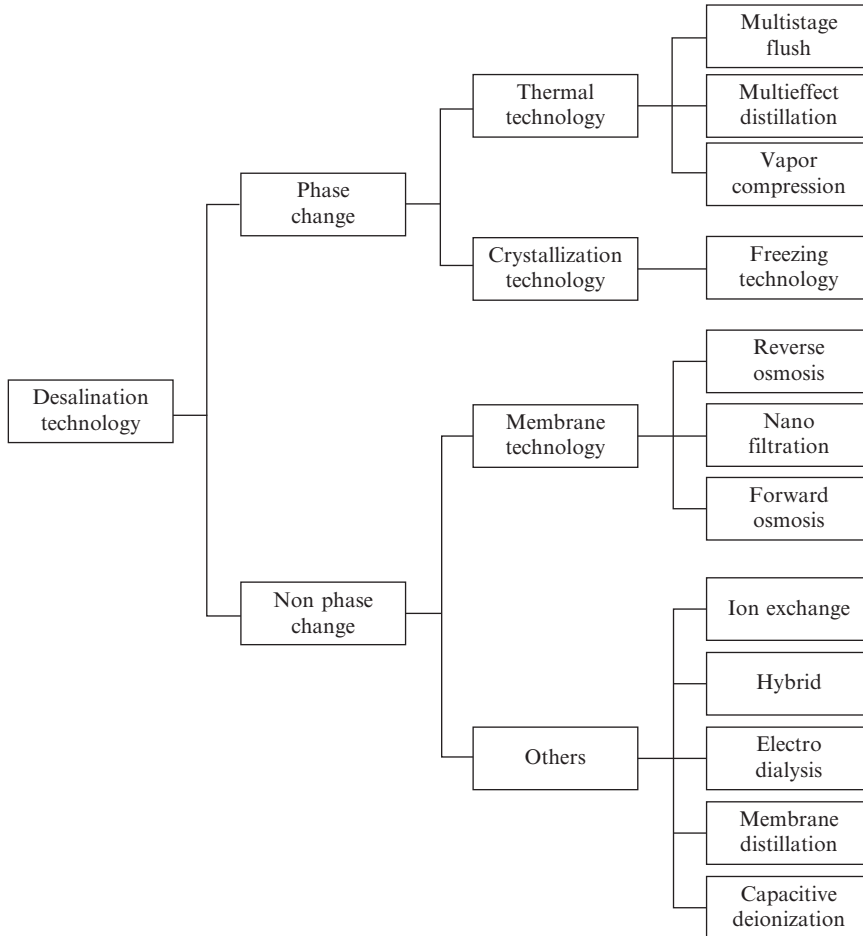 Multistage
flush
Thermal
technology
Multieffect
distillation
Vapor
compression
Phase
change
Crystallization
technology
Freezing
technology
Reverse
osmosis
Desalination
technology
Membrane
technology
Nano
filtration
Forward
osmosis
Non phase
change
Ion exchange
Hybrid
Others
Electro
dialysis
Membrane
distillation
Capacitive
deionization